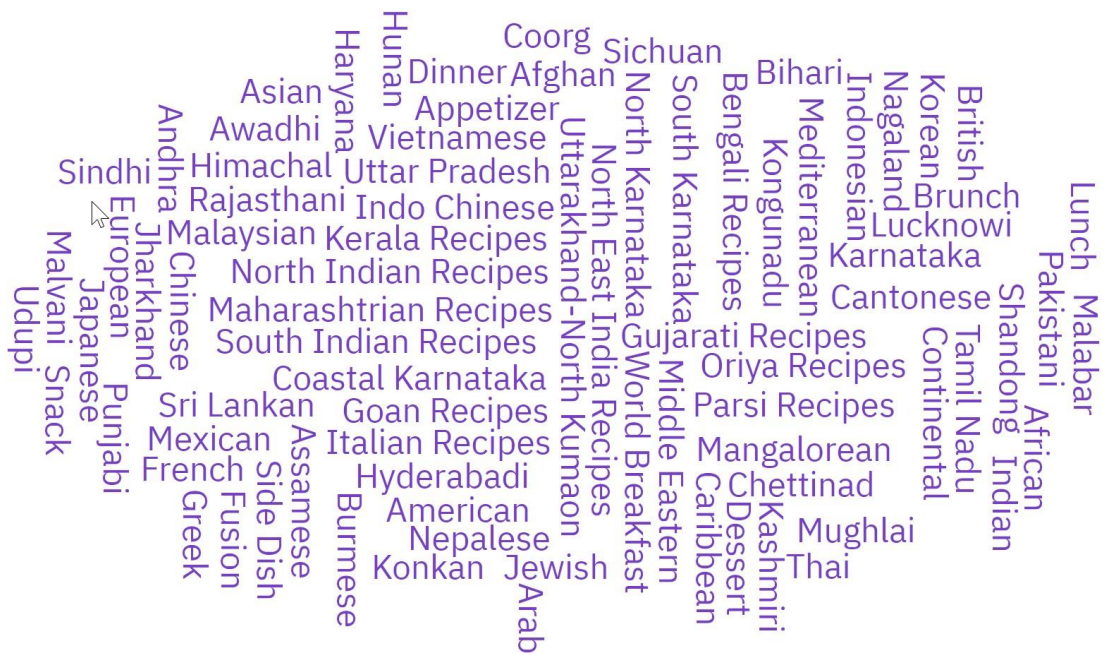 Hunan
Coorg
Sichuan
Haryana
Dinner
Afghan
Bihari
Asian
Appetizer
North Karnataka
South Karnataka
Bengali Recipes
Indonesian
Nagaland
Korean
British
Andhra
Awadhi
Vietnamese
Uttarakhand-North Kumaon
North East India Recipes
Kongunadu
Mediterranean
Sindhi
Himachal
Uttar Pradesh
Brunch
Lunch
European
Rajasthani
Indo Chinese
Lucknowi
Jharkhand
Malaysian
Kerala Recipes
Karnataka
Pakistani
Malvani
Chinese
North Indian Recipes
Udupi
Japanese
Maharashtrian Recipes
Cantonese
Shandong
Malabar
South Indian Recipes
Gujarati Recipes
Continental
Tamil Nadu
Snack
Punjabi
Coastal Karnataka
World Breakfast
Middle Eastern
Oriya Recipes
Sri Lankan
Goan Recipes
Parsi Recipes
African
Mexican
Assamese
Italian Recipes
Mangalorean
Indian
French
Side Dish
Hyderabadi
Caribbean
Chettinad
Greek
Fusion
Burmese
American
Dessert
Kashmiri
Mughlai
Nepalese
Konkan
Jewish
Thai
Arab